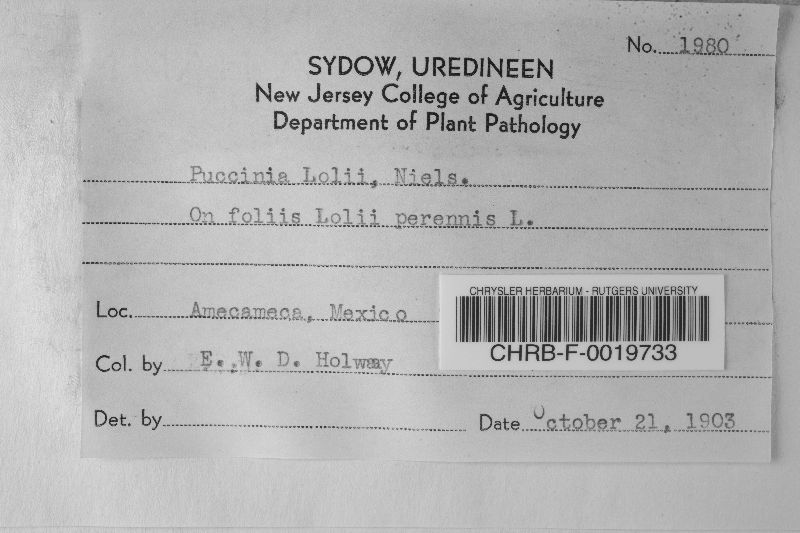 No. 1980
SYDOW, UREDINEEN
New Jersey College of Agriculture
Department of Plant Pathology
Puccinia Lolii, Niels.
On foliis Lolii perennis L.
Loc. Amecameca, Mexico
CHRYSLER HERBARIUM - RUTGERS UNIVERSITY
CHRB-F-0019733
Col. by E. W. D. Holway
Det. by
Date October 21, 1903